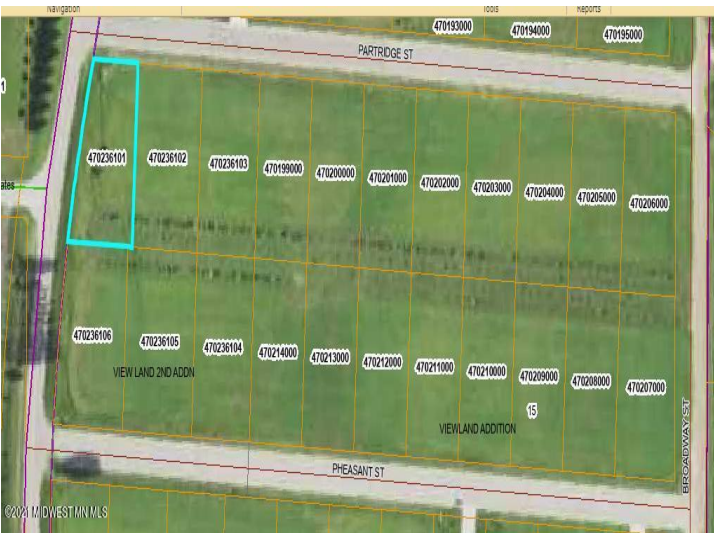 Navigation Tools Reports
470193000 470194000 470195000
PARTRIDGE ST
1
ates
470236101 470236102 470236103 470199000 470200000 470201000 470202000 470203000 470204000 470205000 470206000
470236106 470236105 470236104 470214000 470213000 470212000 470211000 470210000 470209000 470208000 470207000
VIEW LAND 2ND ADDN
15
VIEWLAND ADDITION
BROADWAY ST
PHEASANT ST
©2021 MIDWEST MN MLS